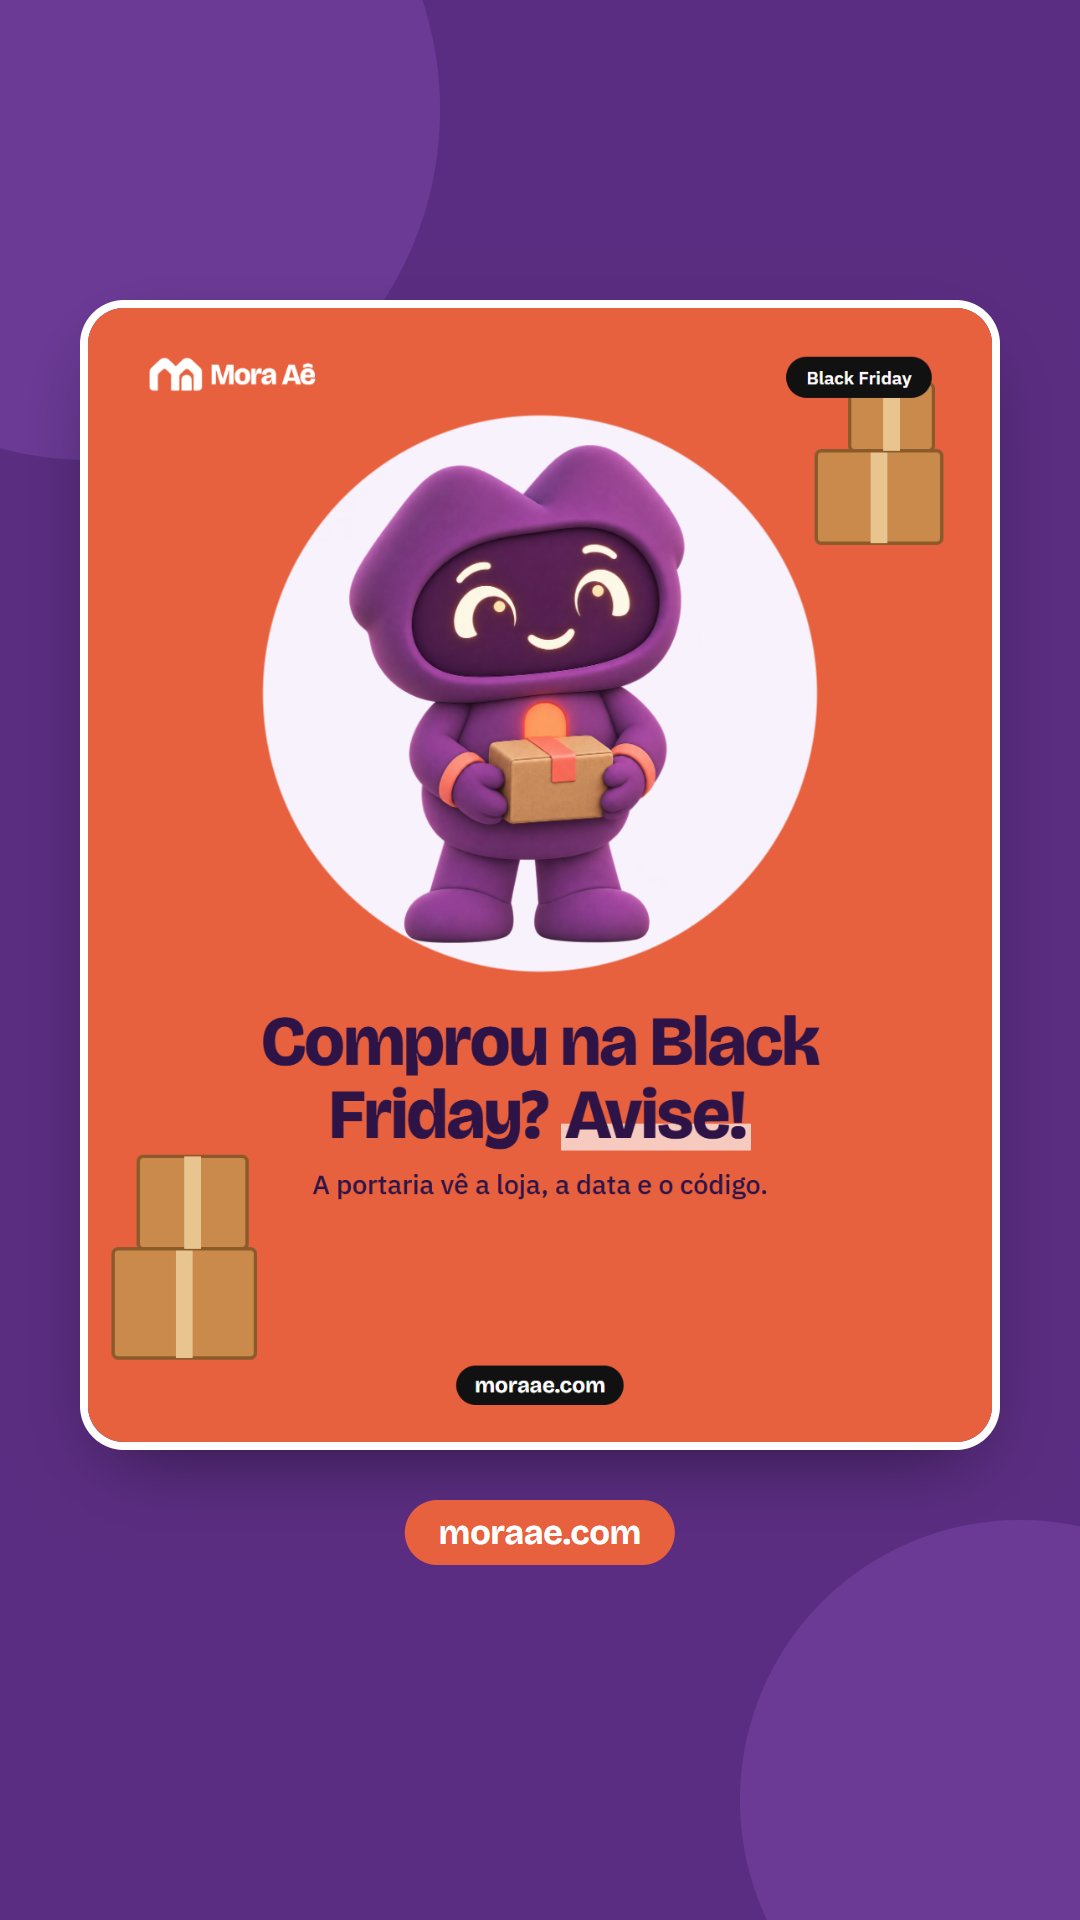 Mora Aê
Black Friday
Comprou na Black
Friday? Avise!
A portaria vê a loja, a data e o código.
moraae.com
moraae.com